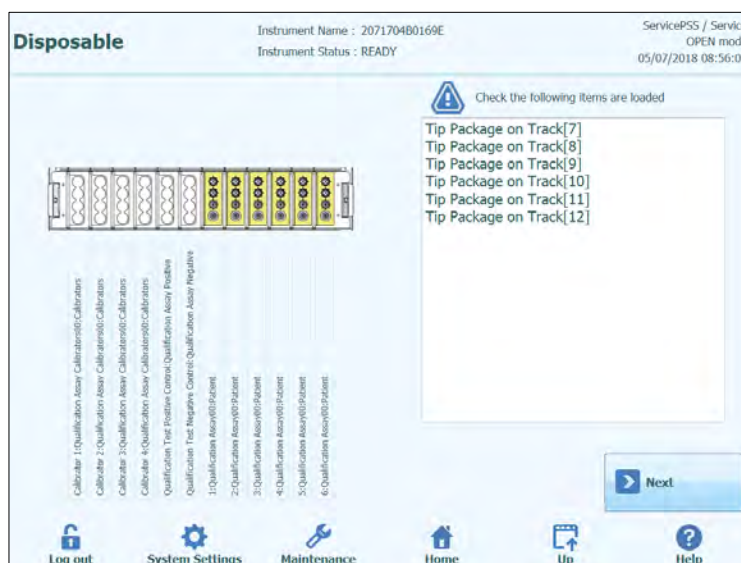 Disposable
Instrument Name : 2071704B0169E
Instrument Status : READY
ServicePSS / Servic
OPEN mod
05/07/2018 08:56:0
Check the following items are loaded
Tip Package on Track[7]
Tip Package on Track[8]
Tip Package on Track[9]
Tip Package on Track[10]
Tip Package on Track[11]
Tip Package on Track[12]
Calibrator 1:Qualification Assay Calibrators00:Calibrators
Calibrator 2:Qualification Assay Calibrators00:Calibrators
Calibrator 3:Qualification Assay Calibrators00:Calibrators
Calibrator 4:Qualification Assay Calibrators00:Calibrators
Qualification Test Positive Control:Qualification Assay Positive
Qualification Test Negative Control:Qualification Assay Negative
1:Qualification Assay00:Patient
2:Qualification Assay00:Patient
3:Qualification Assay00:Patient
4:Qualification Assay00:Patient
5:Qualification Assay00:Patient
6:Qualification Assay00:Patient
Next
Log out
System Settings
Maintenance
Home
Up
Help